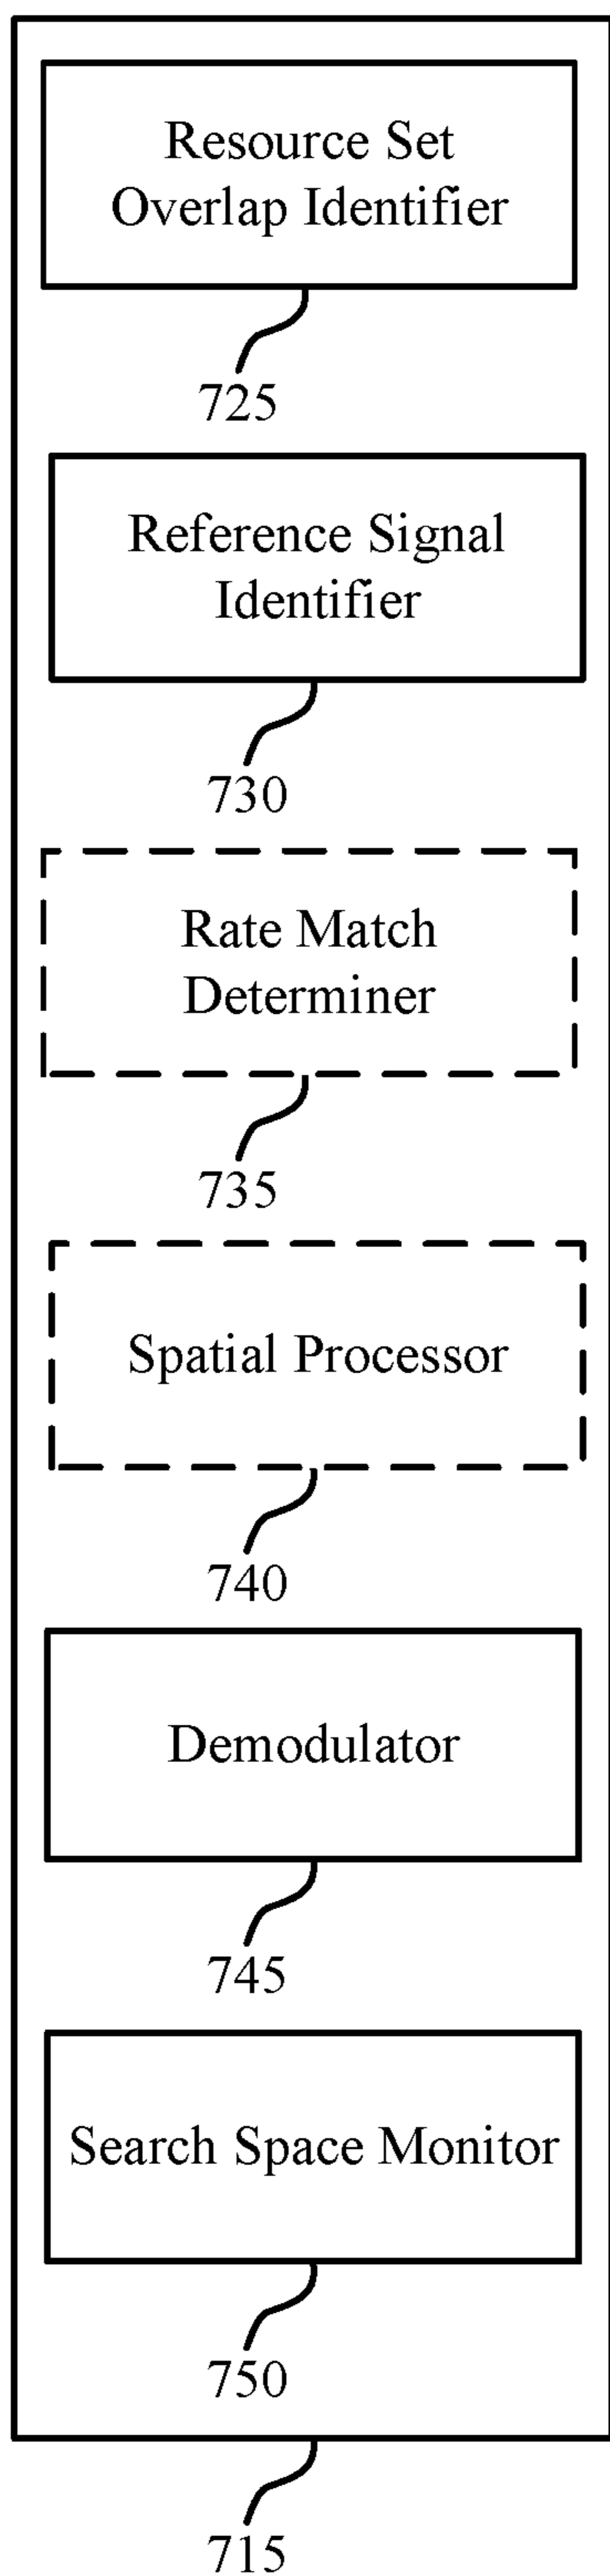 Resource Set
Overlap Identifier
725
Reference Signal
Identifier
730
Rate Match
Determiner
735
Spatial Processor
740
Demodulator
745
Search Space Monitor
750
715